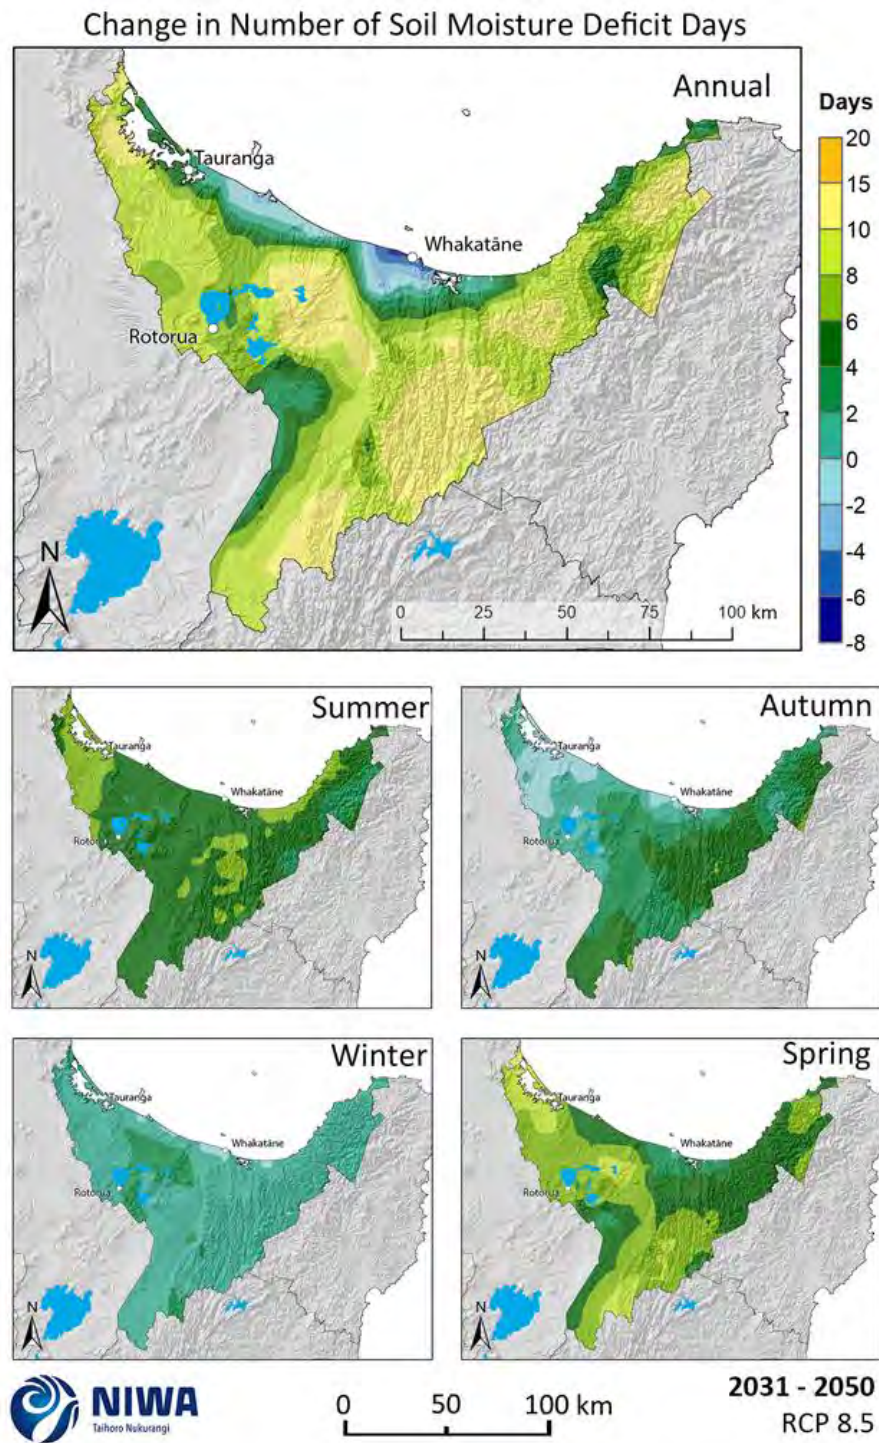 Change in Number of Soil Moisture Deficit Days
Annual
Days
20
15
10
8
6
4
2
0
-2
-4
-6
-8
Tauranga
Whakatāne
Rotorua
N
0 25 50 75 100 km
Summer
Tauranga
Whakatāne
Rotorua
N
Autumn
Tauranga
Whakatāne
Rotorua
N
Winter
Tauranga
Whakatāne
Rotorua
N
Spring
Tauranga
Whakatāne
Rotorua
N
NIWA
Taihoro Nukurangi
0 50 100 km
2031 - 2050
RCP 8.5